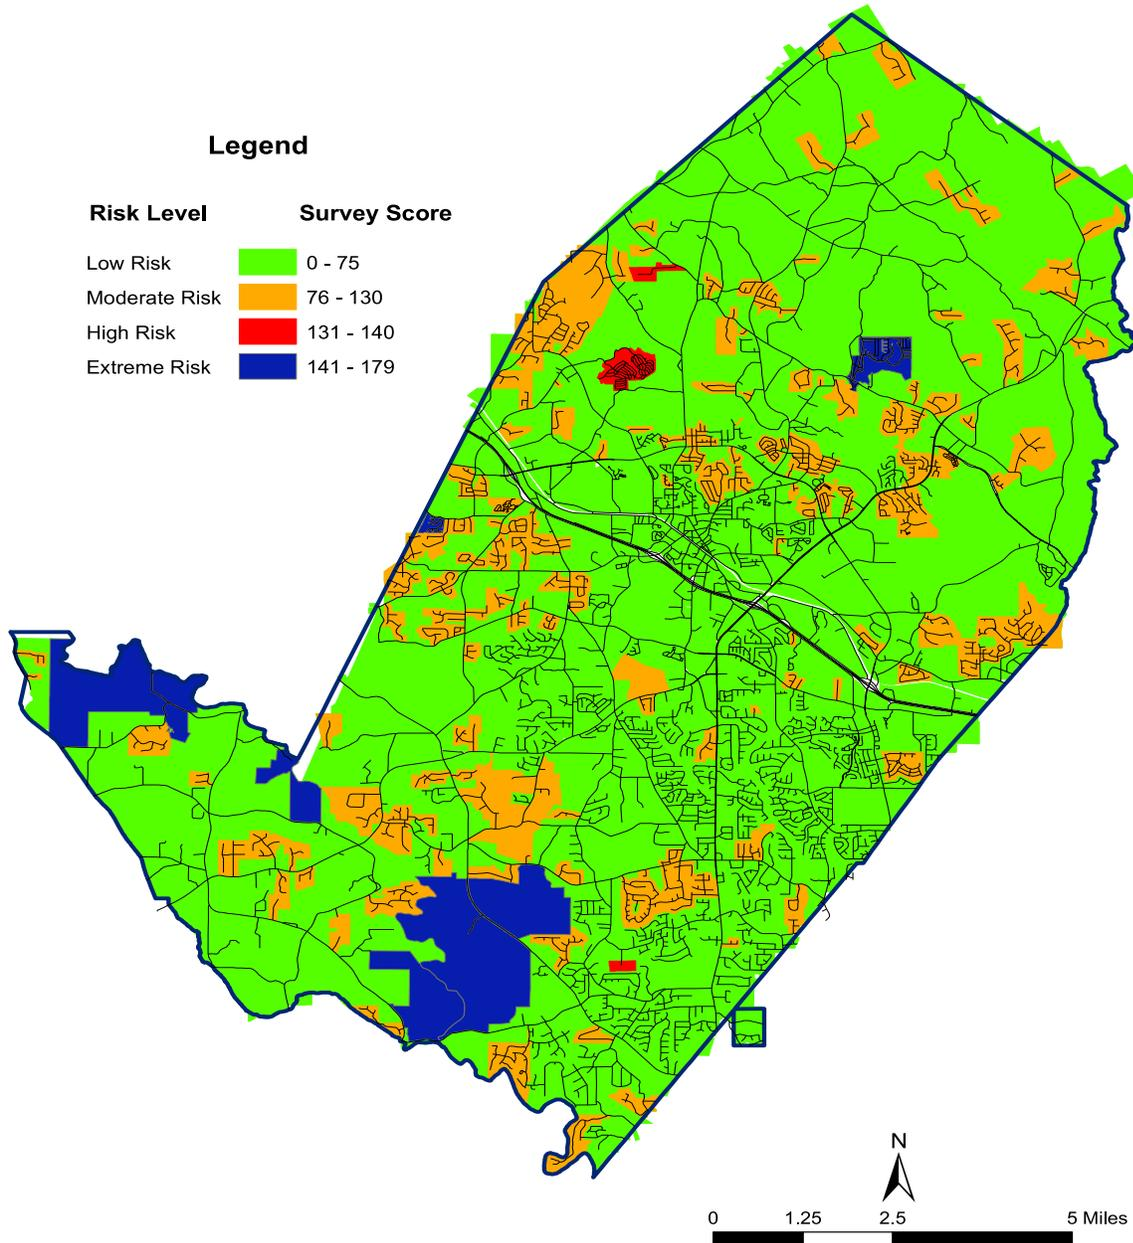 Legend
Risk Level Survey Score
Low Risk 0 - 75
Moderate Risk 76 - 130
High Risk 131 - 140
Extreme Risk 141 - 179
N
0 1.25 2.5 5 Miles